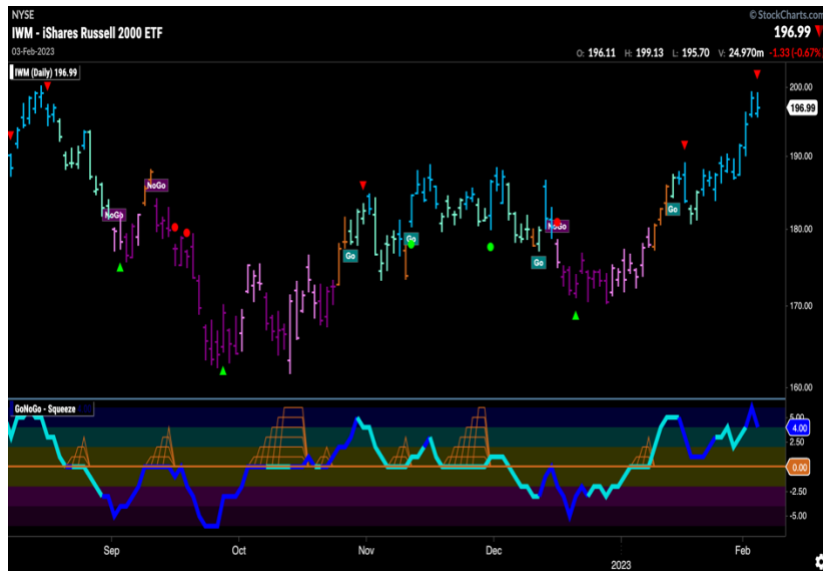 NYSE
© StockCharts.com
IWM - iShares Russell 2000 ETF
196.99
03-Feb-2023
O: 196.11 H: 199.13 L: 195.70 V: 24.970m -1.33 (-0.67%)
IWM (Daily) 196.99
200.00
196.99
190.00
NoGo
NoGo
Go
180.00
NoGo
Go
Go
Go
170.00
160.00
GoNoGo - Squeeze
5.00
4.00
2.50
0.00
-2.50
-5.00
Sep Oct Nov Dec 2023 Feb